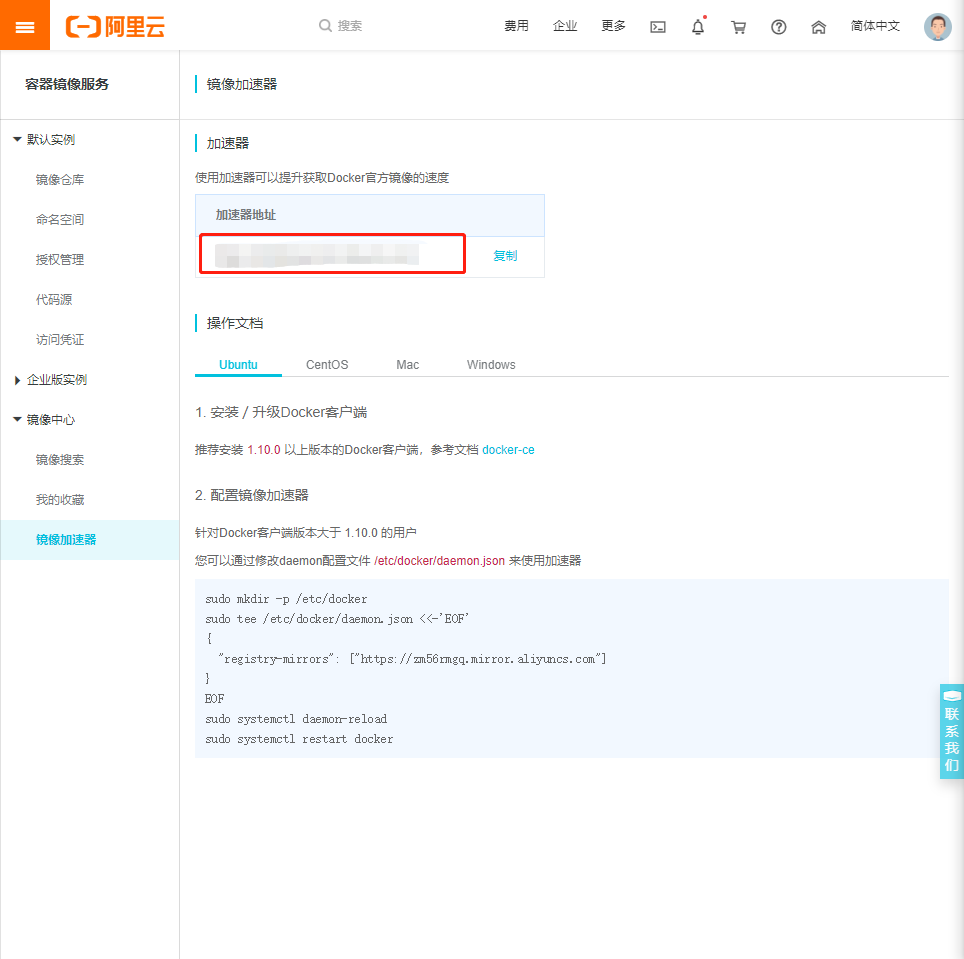 阿里云
搜索
费用
企业
更多
简体中文
容器镜像服务
默认实例
镜像仓库
命名空间
授权管理
代码源
访问凭证
企业版实例
镜像中心
镜像搜索
我的收藏
镜像加速器
镜像加速器
加速器
使用加速器可以提升获取Docker官方镜像的速度
加速器地址
复制
操作文档
Ubuntu
CentOS
Mac
Windows
1. 安装 / 升级Docker客户端
推荐安装 1.10.0 以上版本的Docker客户端，参考文档 docker-ce
2. 配置镜像加速器
针对Docker客户端版本大于 1.10.0 的用户
您可以通过修改daemon配置文件 /etc/docker/daemon.json 来使用加速器
sudo mkdir -p /etc/docker
sudo tee /etc/docker/daemon.json <<-'EOF'
{
"registry-mirrors": ["https://zm56rmgq.mirror.aliyuncs.com"]
}
EOF
sudo systemctl daemon-reload
sudo systemctl restart docker
联系我们